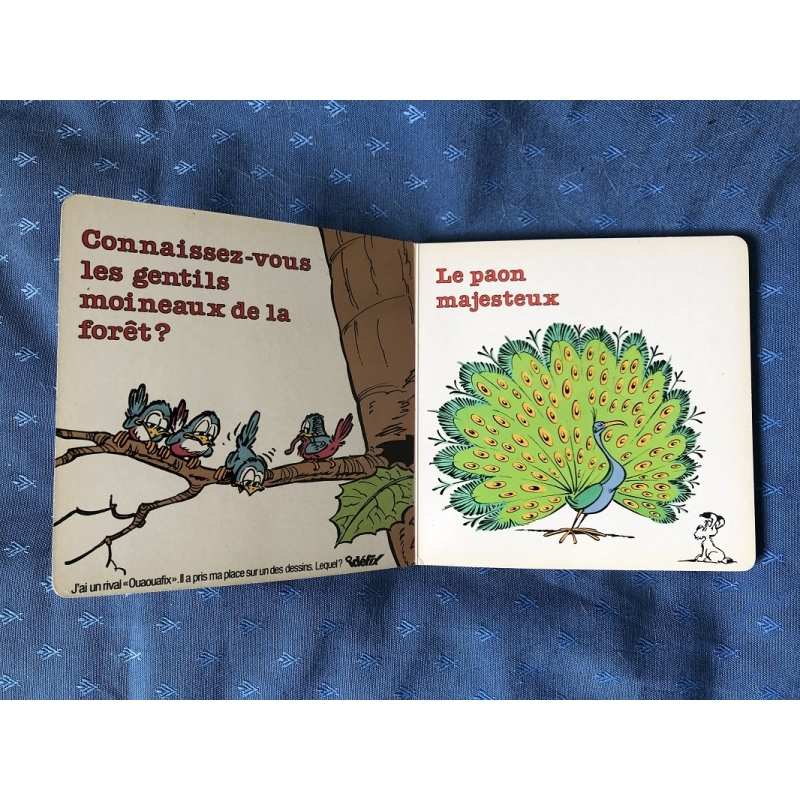 Connaissez-vous
les gentils
moineaux de la
forêt?
J'ai un rival «Ouaouafix». Il a pris ma place sur un des dessins. Lequel? Idéfix
Le paon
majesteux